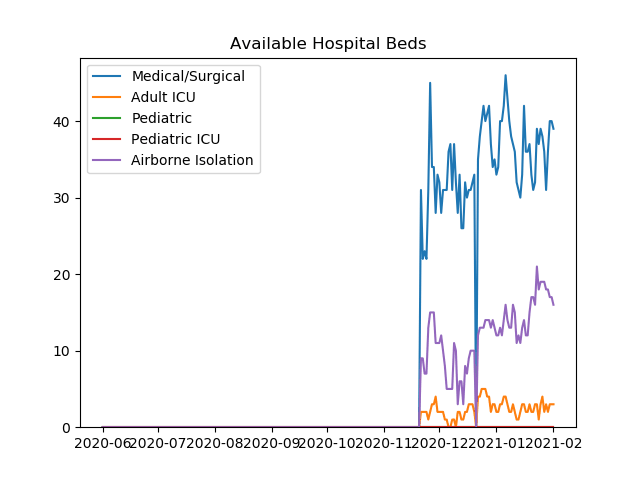 Available Hospital Beds
Medical/Surgical
Adult ICU
Pediatric
Pediatric ICU
Airborne Isolation
40
30
20
10
0
2020-06 2020-07 2020-08 2020-09 2020-10 2020-11 2020-12 2021-01 2021-02